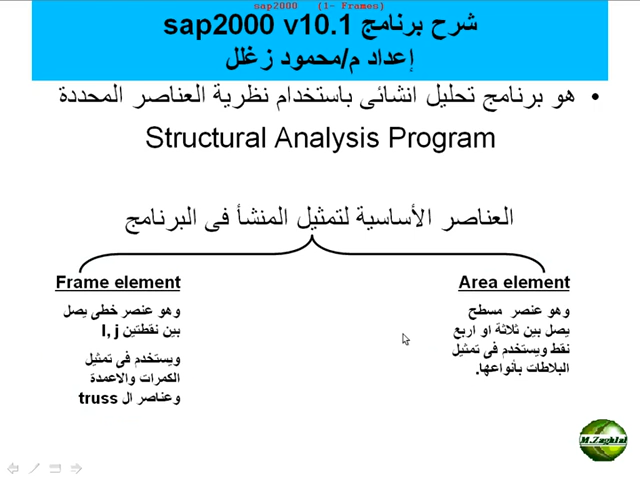 sap2000 (1- Frames)
شرح برنامج sap2000 v10.1
إعداد م/محمود زغلل
• هو برنامج تحليل انشائى باستخدام نظرية العناصر المحددة
Structural Analysis Program
العناصر الأساسية لتمثيل المنشأ فى البرنامج
Area element
وهو عنصر مسطح
يصل بين ثلاثة او اربع
نقط ويستخدم فى تمثيل
البلاطات بأنواعها.
Frame element
وهو عنصر خطى يصل
بين نقطتين I, j
ويستخدم فى تمثيل
الكمرات والاعمدة
وعناصر ال truss
M.Zaghlal